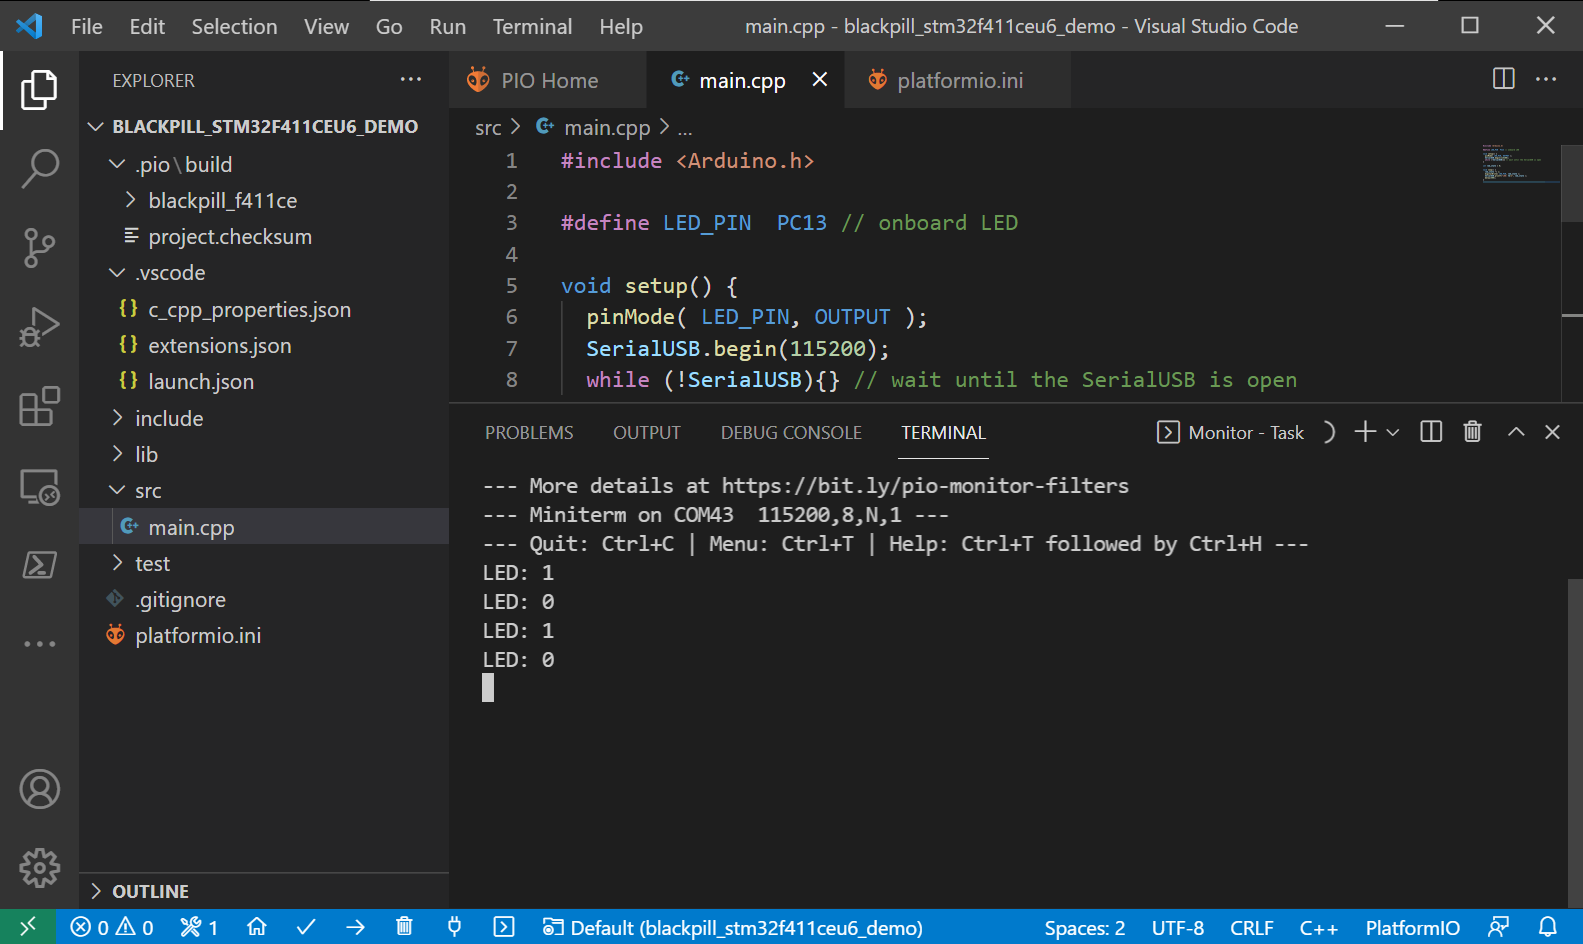 File Edit Selection View Go Run Terminal Help main.cpp - blackpill_stm32f411ceu6_demo - Visual Studio Code
EXPLORER
BLACKPILL_STM32F411CEU6_DEMO
.pio\build
blackpill_f411ce
project.checksum
.vscode
{} c_cpp_properties.json
{} extensions.json
{} launch.json
include
lib
src
main.cpp
test
.gitignore
platformio.ini
OUTLINE
PIO Home main.cpp platformio.ini
src > main.cpp > ...
1 #include <Arduino.h>
2
3 #define LED_PIN  PC13 // onboard LED
4
5 void setup() {
6   pinMode( LED_PIN, OUTPUT );
7   SerialUSB.begin(115200);
8   while (!SerialUSB){} // wait until the SerialUSB is open
PROBLEMS OUTPUT DEBUG CONSOLE TERMINAL Monitor - Task
--- More details at https://bit.ly/pio-monitor-filters
--- Miniterm on COM43  115200,8,N,1 ---
--- Quit: Ctrl+C | Menu: Ctrl+T | Help: Ctrl+T followed by Ctrl+H ---
LED: 1
LED: 0
LED: 1
LED: 0
0 0 1 Default (blackpill_stm32f411ceu6_demo) Spaces: 2 UTF-8 CRLF C++ PlatformIO